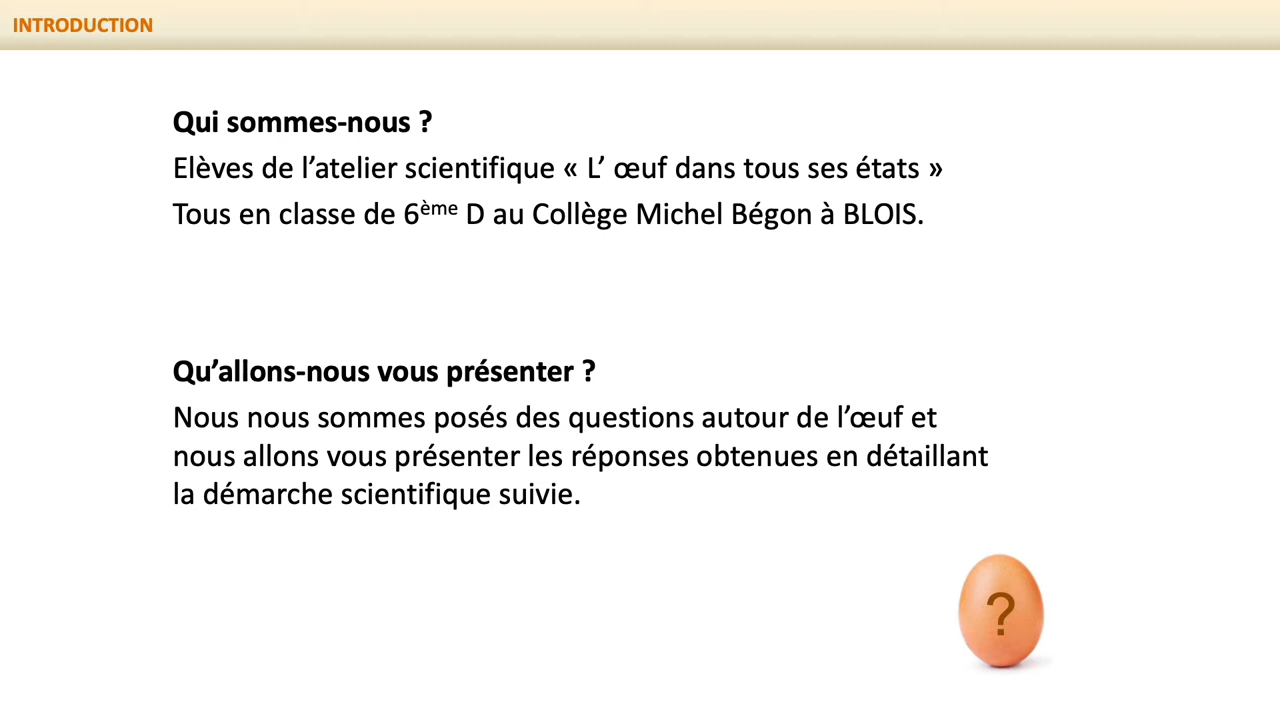 INTRODUCTION
Qui sommes-nous ?
Elèves de l’atelier scientifique « L’ œuf dans tous ses états »
Tous en classe de 6ème D au Collège Michel Bégon à BLOIS.
Qu’allons-nous vous présenter ?
Nous nous sommes posés des questions autour de l’œuf et
nous allons vous présenter les réponses obtenues en détaillant
la démarche scientifique suivie.
?